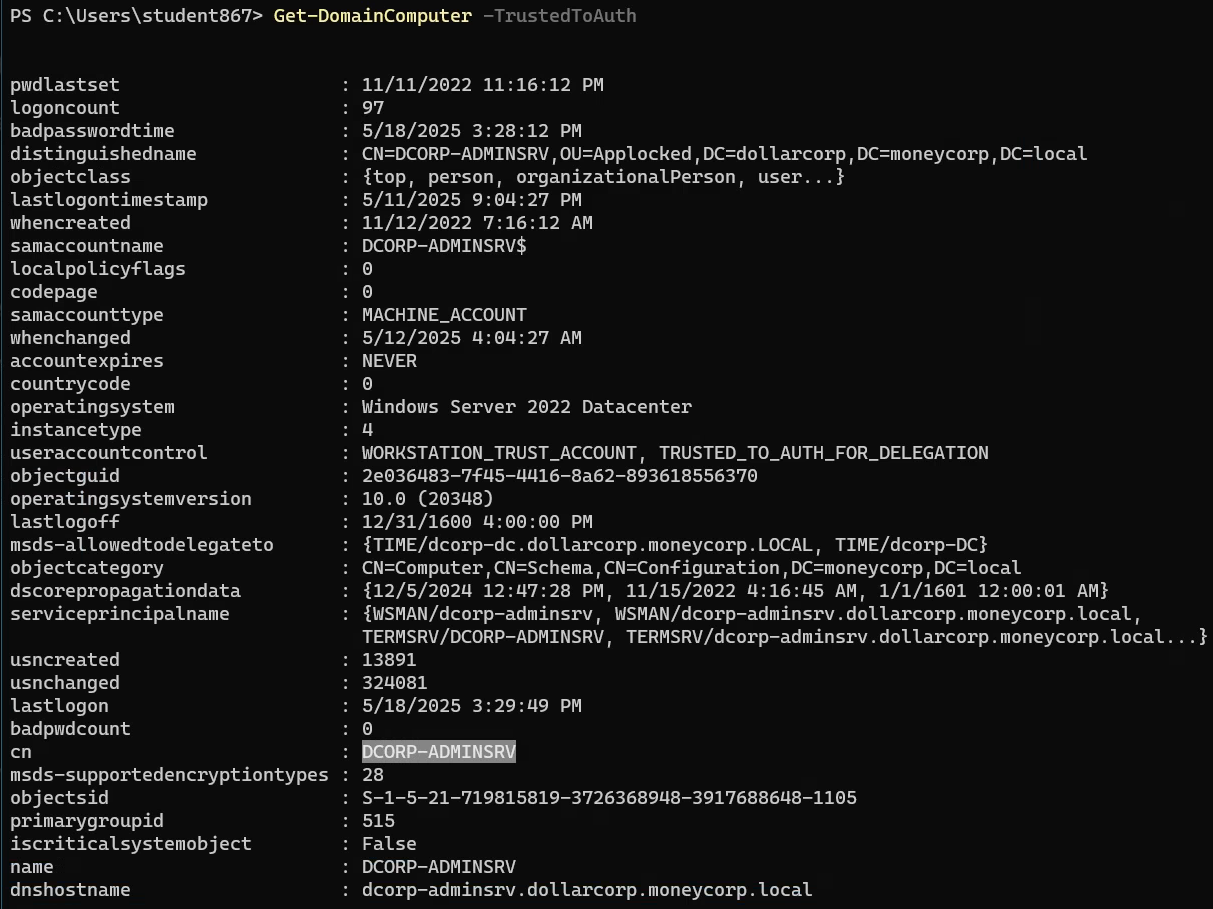 PS C:\Users\student867> Get-DomainComputer -TrustedToAuth
pwdlastset : 11/11/2022 11:16:12 PM
logoncount : 97
badpasswordtime : 5/18/2025 3:28:12 PM
distinguishedname : CN=DCORP-ADMINSRV,OU=Applocked,DC=dollarcorp,DC=moneycorp,DC=local
objectclass : {top, person, organizationalPerson, user...}
lastlogontimestamp : 5/11/2025 9:04:27 PM
whencreated : 11/12/2022 7:16:12 AM
samaccountname : DCORP-ADMINSRV$
localpolicyflags : 0
codepage : 0
samaccounttype : MACHINE_ACCOUNT
whenchanged : 5/12/2025 4:04:27 AM
accountexpires : NEVER
countrycode : 0
operatingsystem : Windows Server 2022 Datacenter
instancetype : 4
useraccountcontrol : WORKSTATION_TRUST_ACCOUNT, TRUSTED_TO_AUTH_FOR_DELEGATION
objectguid : 2e036483-7f45-4416-8a62-893618556370
operatingsystemversion : 10.0 (20348)
lastlogoff : 12/31/1600 4:00:00 PM
msds-allowedtodelegateto : {TIME/dcorp-dc.dollarcorp.moneycorp.LOCAL, TIME/dcorp-DC}
objectcategory : CN=Computer,CN=Schema,CN=Configuration,DC=moneycorp,DC=local
dscorepropagationdata : {12/5/2024 12:47:28 PM, 11/15/2022 4:16:45 AM, 1/1/1601 12:00:01 AM}
serviceprincipalname : {WSMAN/dcorp-adminsrv, WSMAN/dcorp-adminsrv.dollarcorp.moneycorp.local,
TERMSRV/DCORP-ADMINSRV, TERMSRV/dcorp-adminsrv.dollarcorp.moneycorp.local...}
usncreated : 13891
usnchanged : 324081
lastlogon : 5/18/2025 3:29:49 PM
badpwdcount : 0
cn : DCORP-ADMINSRV
msds-supportedencryptiontypes : 28
objectsid : S-1-5-21-719815819-3726368948-3917688648-1105
primarygroupid : 515
iscriticalsystemobject : False
name : DCORP-ADMINSRV
dnshostname : dcorp-adminsrv.dollarcorp.moneycorp.local